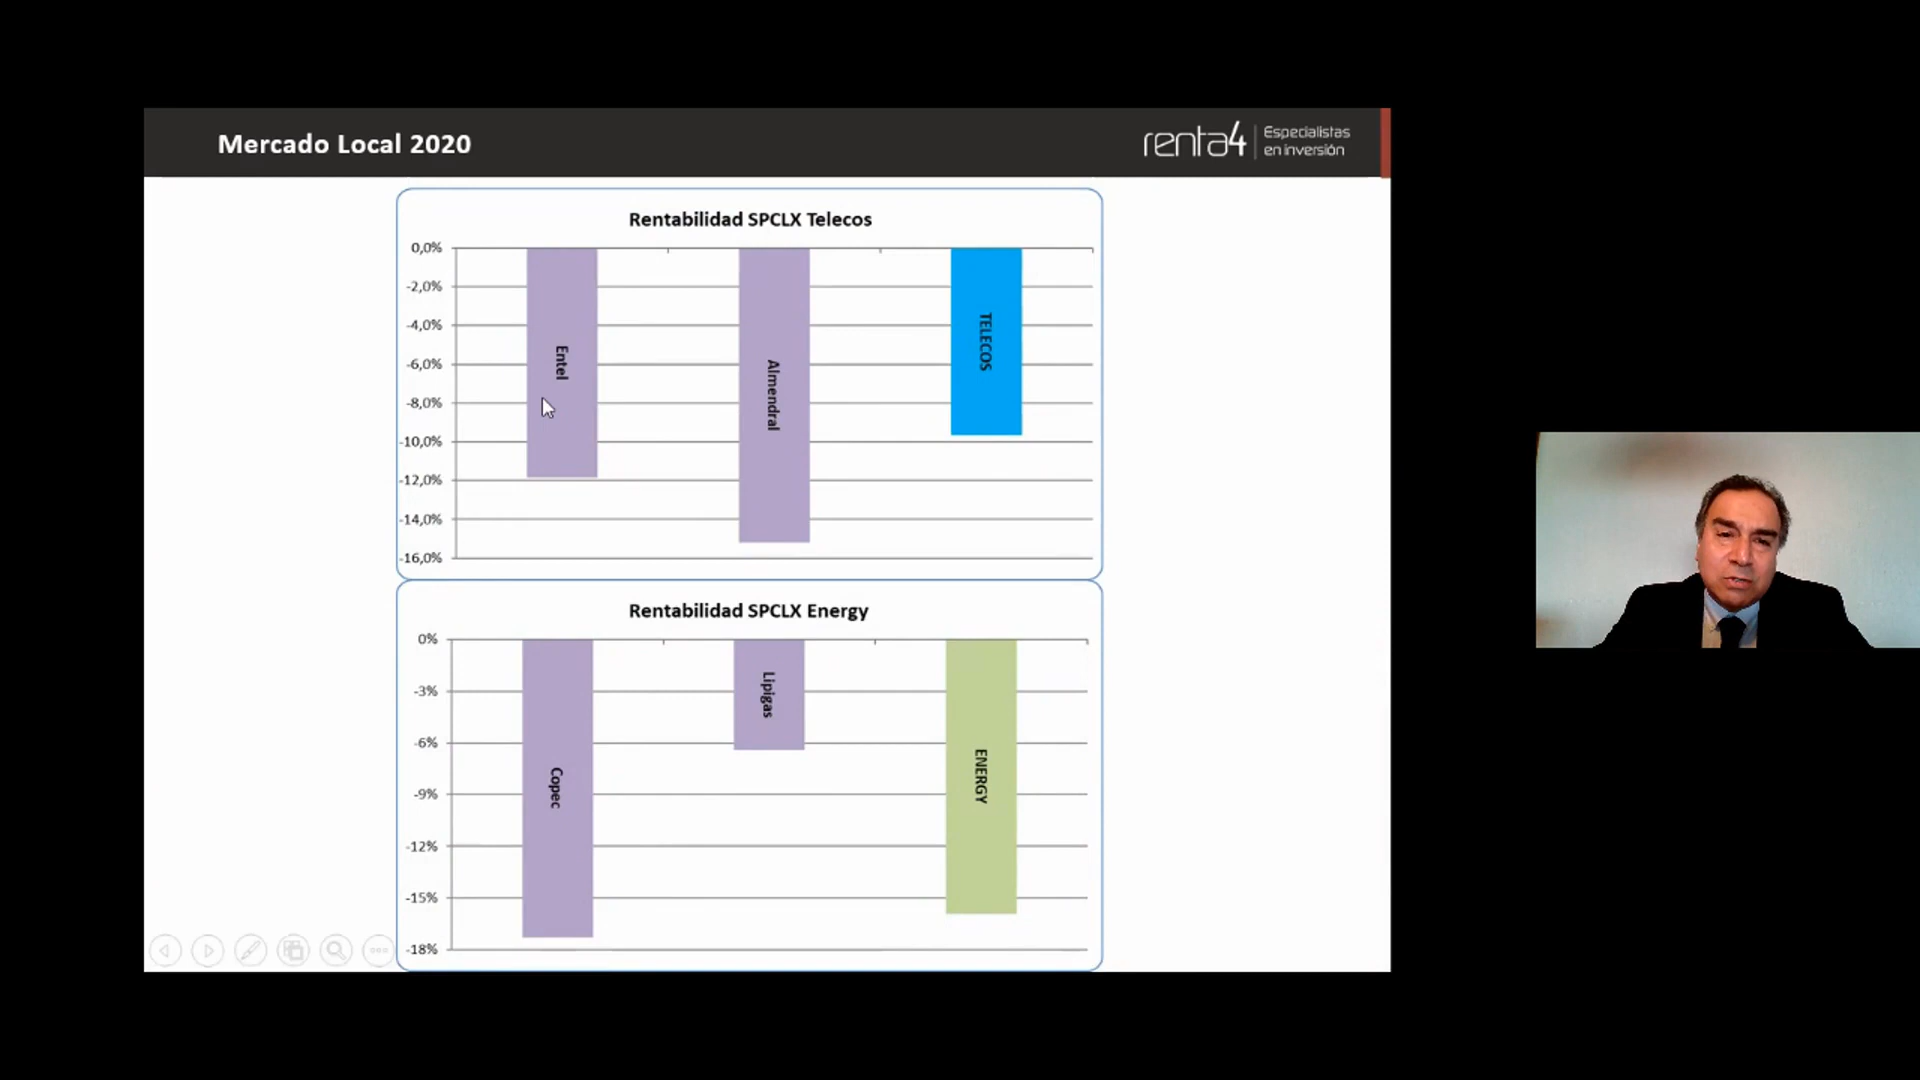 Mercado Local 2020
renta4
Especialistas
en inversión
Rentabilidad SPCLX Telecos
0,0%
-2,0%
-4,0%
-6,0%
-8,0%
-10,0%
-12,0%
-14,0%
-16,0%
Entel
Almendral
TELECOS
Rentabilidad SPCLX Energy
0%
-3%
-6%
-9%
-12%
-15%
-18%
Copec
Lipigas
ENERGY